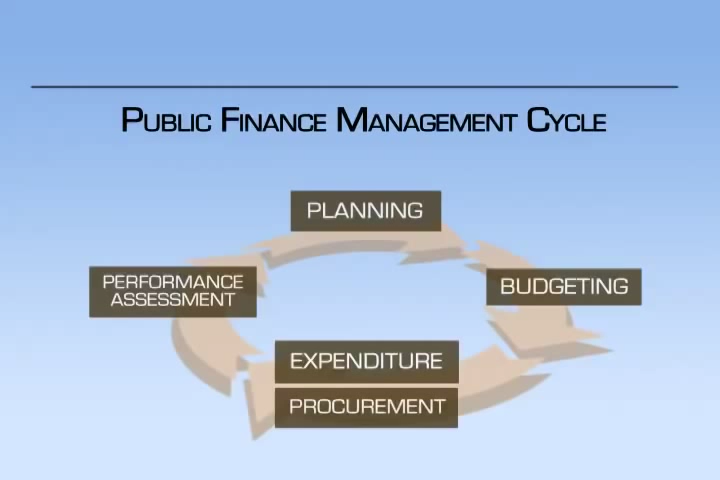 PUBLIC FINANCE MANAGEMENT CYCLE
PLANNING
PERFORMANCE
ASSESSMENT
BUDGETING
EXPENDITURE
PROCUREMENT